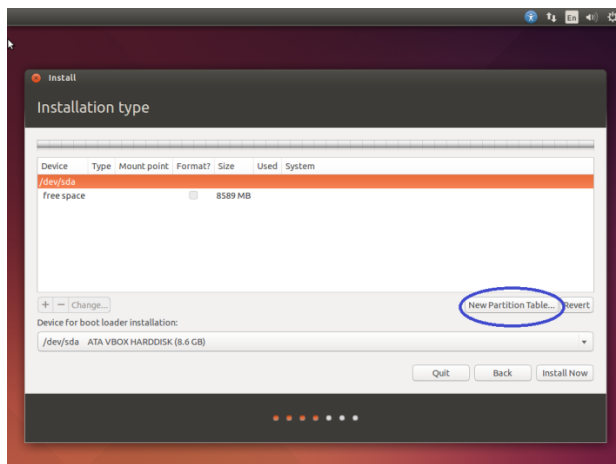 En
Install
Installation type
Device Type Mount point Format? Size Used System
/dev/sda
free space 8589 MB
+ − Change... New Partition Table... Revert
Device for boot loader installation:
/dev/sda ATA VBOX HARDDISK (8.6 GB)
Quit Back Install Now